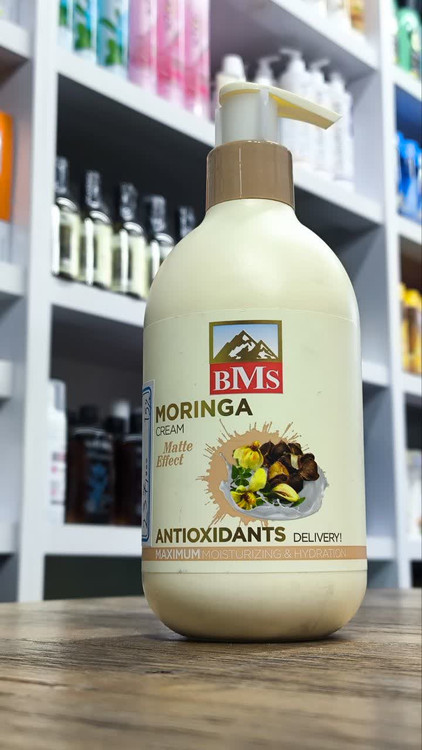 BMS
MORINGA
CREAM
Matte
Effect
ANTIOXIDANTS DELIVERY!
MAXIMUM MOISTURIZING & HYDRATION